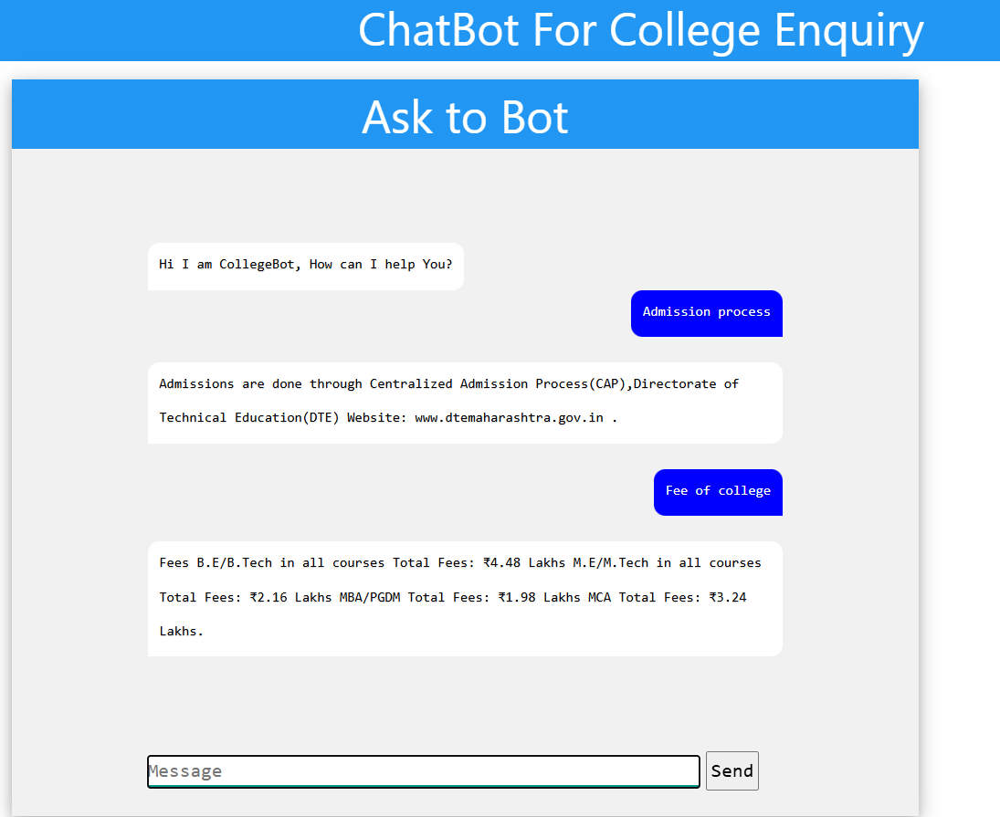 ChatBot For College Enquiry
Ask to Bot
Hi I am CollegeBot, How can I help You?
Admission process
Admissions are done through Centralized Admission Process(CAP),Directorate of
Technical Education(DTE) Website: www.dtemaharashtra.gov.in .
Fee of college
Fees B.E/B.Tech in all courses Total Fees: ₹4.48 Lakhs M.E/M.Tech in all courses
Total Fees: ₹2.16 Lakhs MBA/PGDM Total Fees: ₹1.98 Lakhs MCA Total Fees: ₹3.24
Lakhs.
Message
Send